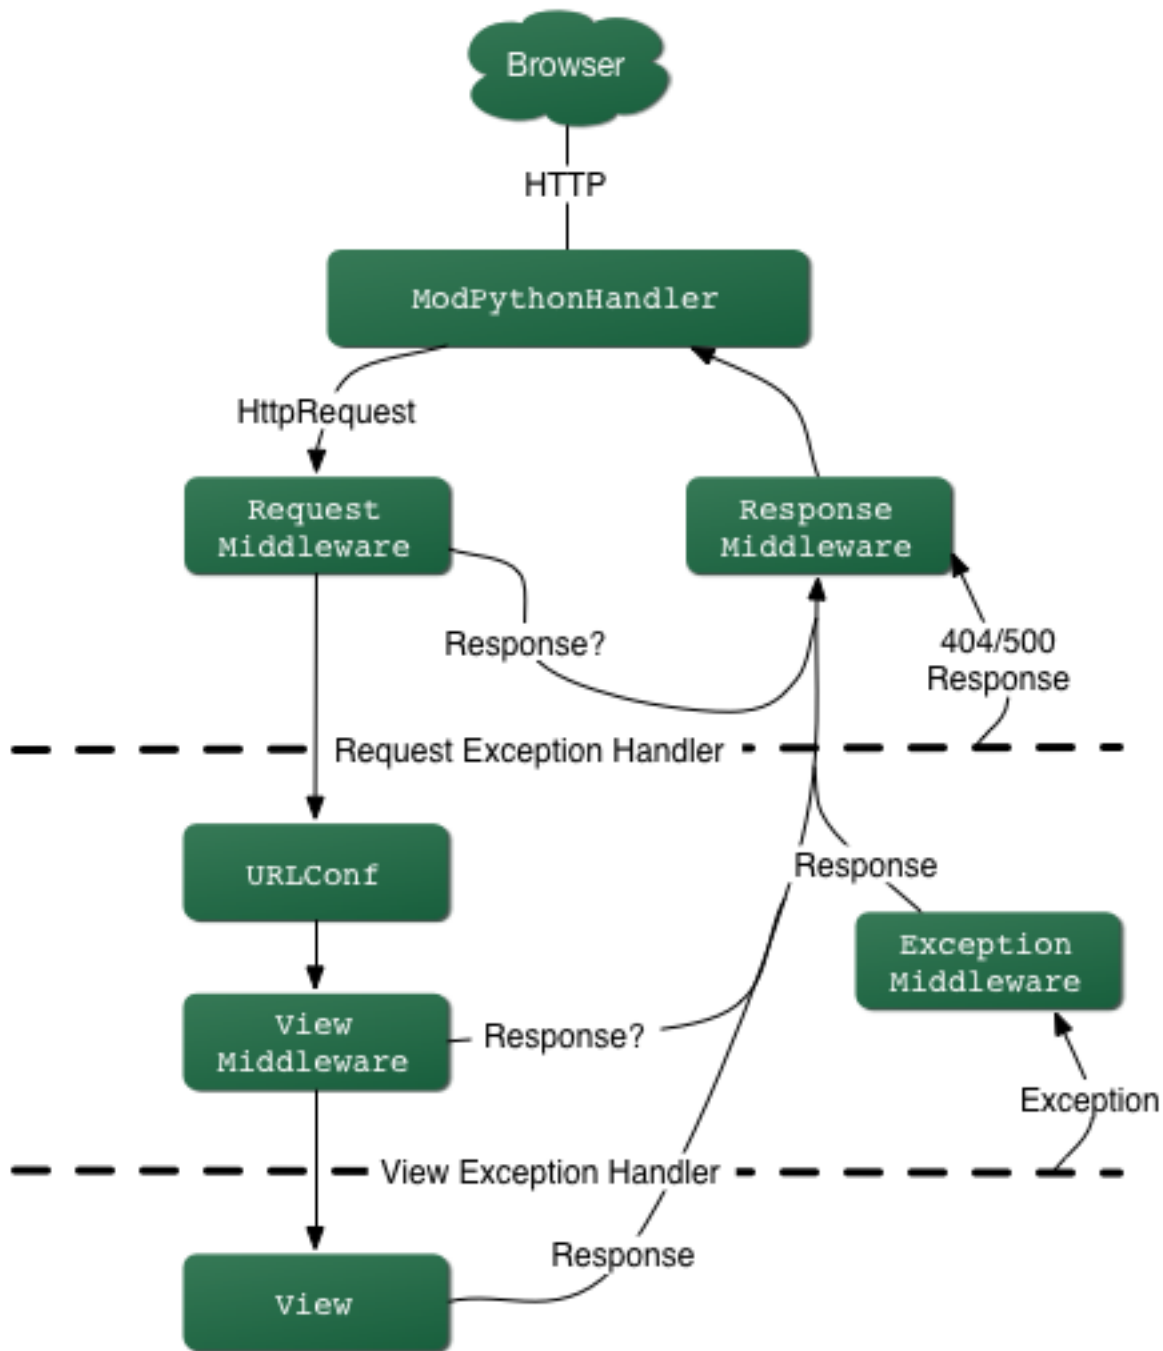 Browser
HTTP
ModPythonHandler
HttpRequest
Request
Middleware
Response
Middleware
Response?
404/500
Response
Request Exception Handler
URLConf
Response
Exception
Middleware
View
Middleware
Response?
Exception
View Exception Handler
Response
View